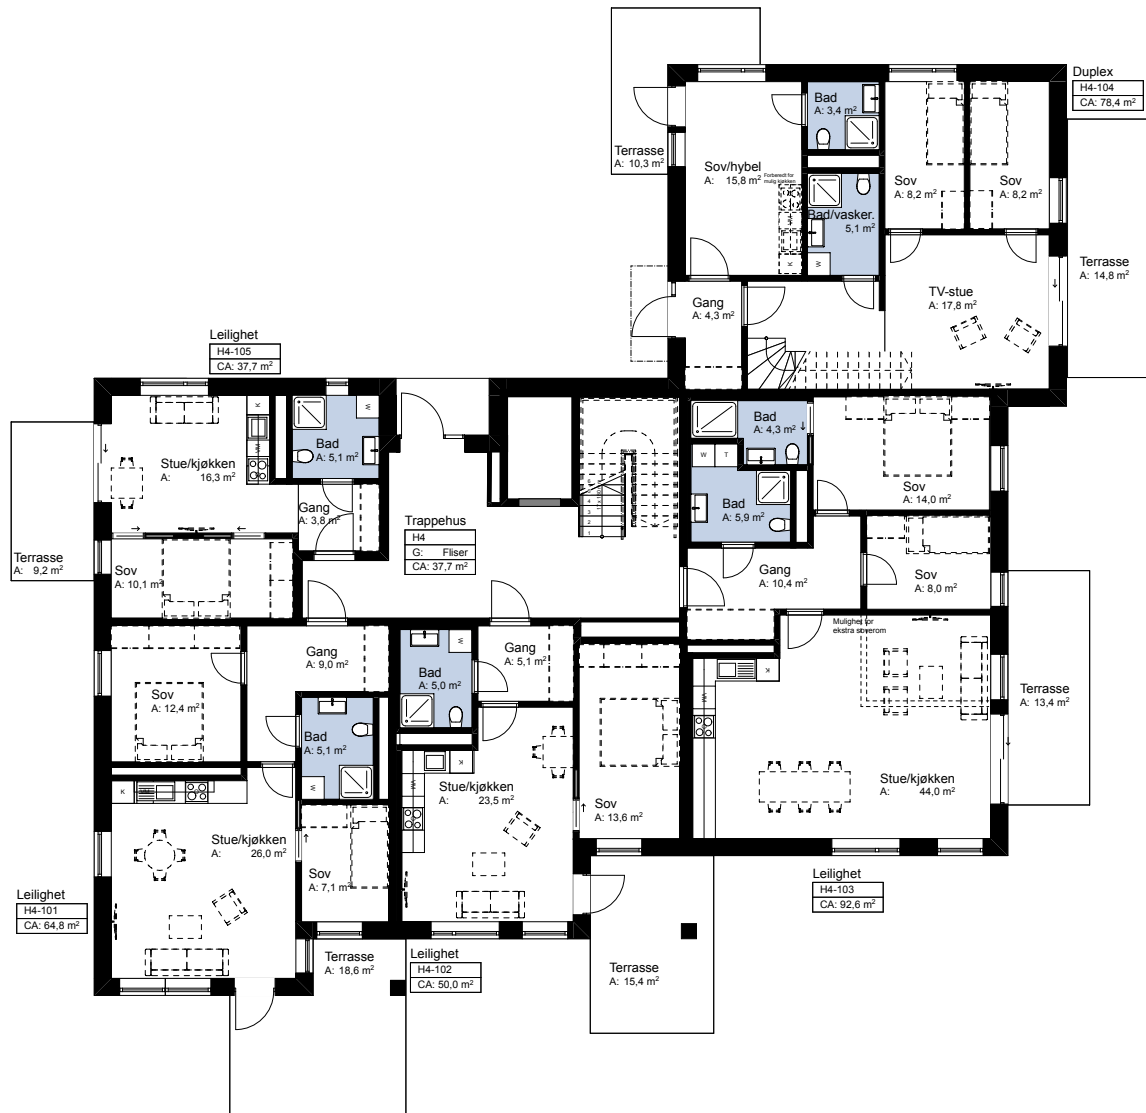 Duplex
H4-104
CA: 78,4 m²
Bad
A: 3,4 m²
Terrasse
A: 10,3 m²
Sov/hybel
A: 15,8 m²
Forberedt for
mulig kjøkken
Sov
A: 8,2 m²
Sov
A: 8,2 m²
Bad/vasker.
5,1 m²
VM
K
W
Terrasse
A: 14,8 m²
Gang
A: 4,3 m²
TV-stue
A: 17,8 m²
Leilighet
H4-105
CA: 37,7 m²
K
VM
W
Bad
A: 5,1 m²
Stue/kjøkken
A: 16,3 m²
Gang
A: 3,8 m²
Terrasse
A: 9,2 m²
Sov
A: 10,1 m²
Trappehus
H4
G: Fliser
CA: 37,7 m²
Bad
A: 4,3 m²
W
T
Bad
A: 5,9 m²
Sov
A: 14,0 m²
Gang
A: 10,4 m²
Sov
A: 8,0 m²
Mulighet for
ekstra soverom
Gang
A: 9,0 m²
Bad
A: 5,0 m²
W
Gang
A: 5,1 m²
Sov
A: 12,4 m²
Bad
A: 5,1 m²
W
K
VM
Terrasse
A: 13,4 m²
K
VM
Stue/kjøkken
A: 23,5 m²
K
VM
Sov
A: 13,6 m²
Stue/kjøkken
A: 44,0 m²
Stue/kjøkken
A: 26,0 m²
Sov
A: 7,1 m²
Leilighet
H4-101
CA: 64,8 m²
Leilighet
H4-103
CA: 92,6 m²
Terrasse
A: 18,6 m²
Leilighet
H4-102
CA: 50,0 m²
Terrasse
A: 15,4 m²